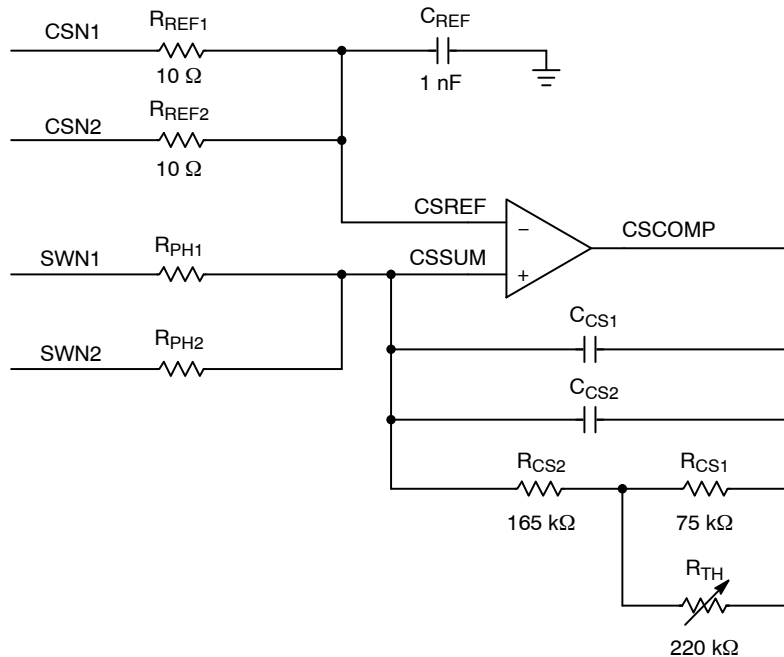 CSN1
R_REF1
10 Ω
C_REF
1 nF
CSN2
R_REF2
10 Ω
CSREF
−
CSCOMP
SWN1
R_PH1
CSSUM
+
SWN2
R_PH2
C_CS1
C_CS2
R_CS2
165 kΩ
R_CS1
75 kΩ
R_TH
220 kΩ